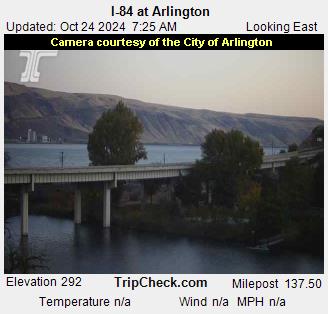 I-84 at Arlington
Updated: Oct 24 2024 7:25 AM Looking East
Camera courtesy of the City of Arlington
Elevation 292 TripCheck.com Milepost 137.50
Temperature n/a Wind n/a MPH n/a